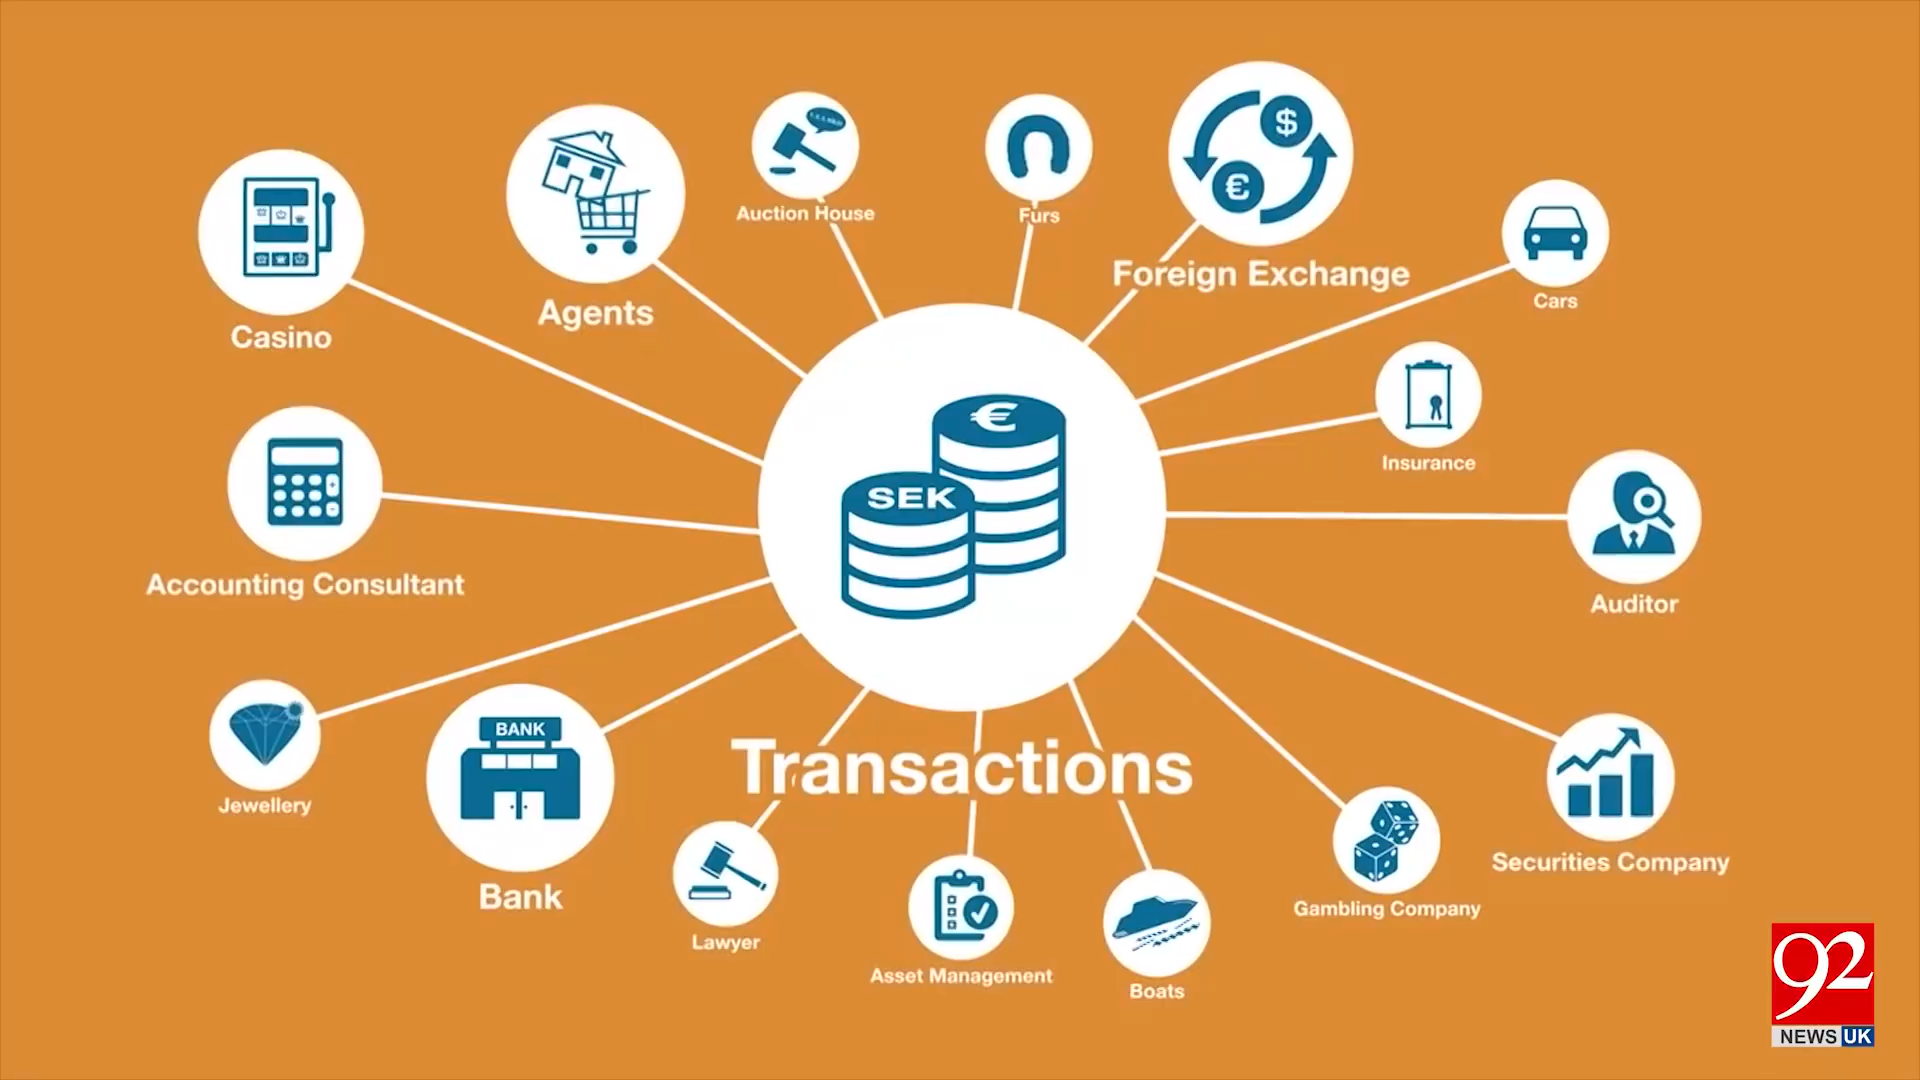 $
€
Auction House
Furs
Foreign Exchange
Cars
Agents
Casino
€
SEK
Insurance
Accounting Consultant
Auditor
BANK
Transactions
Jewellery
Bank
Lawyer
Asset Management
Boats
Gambling Company
Securities Company
92
NEWS UK